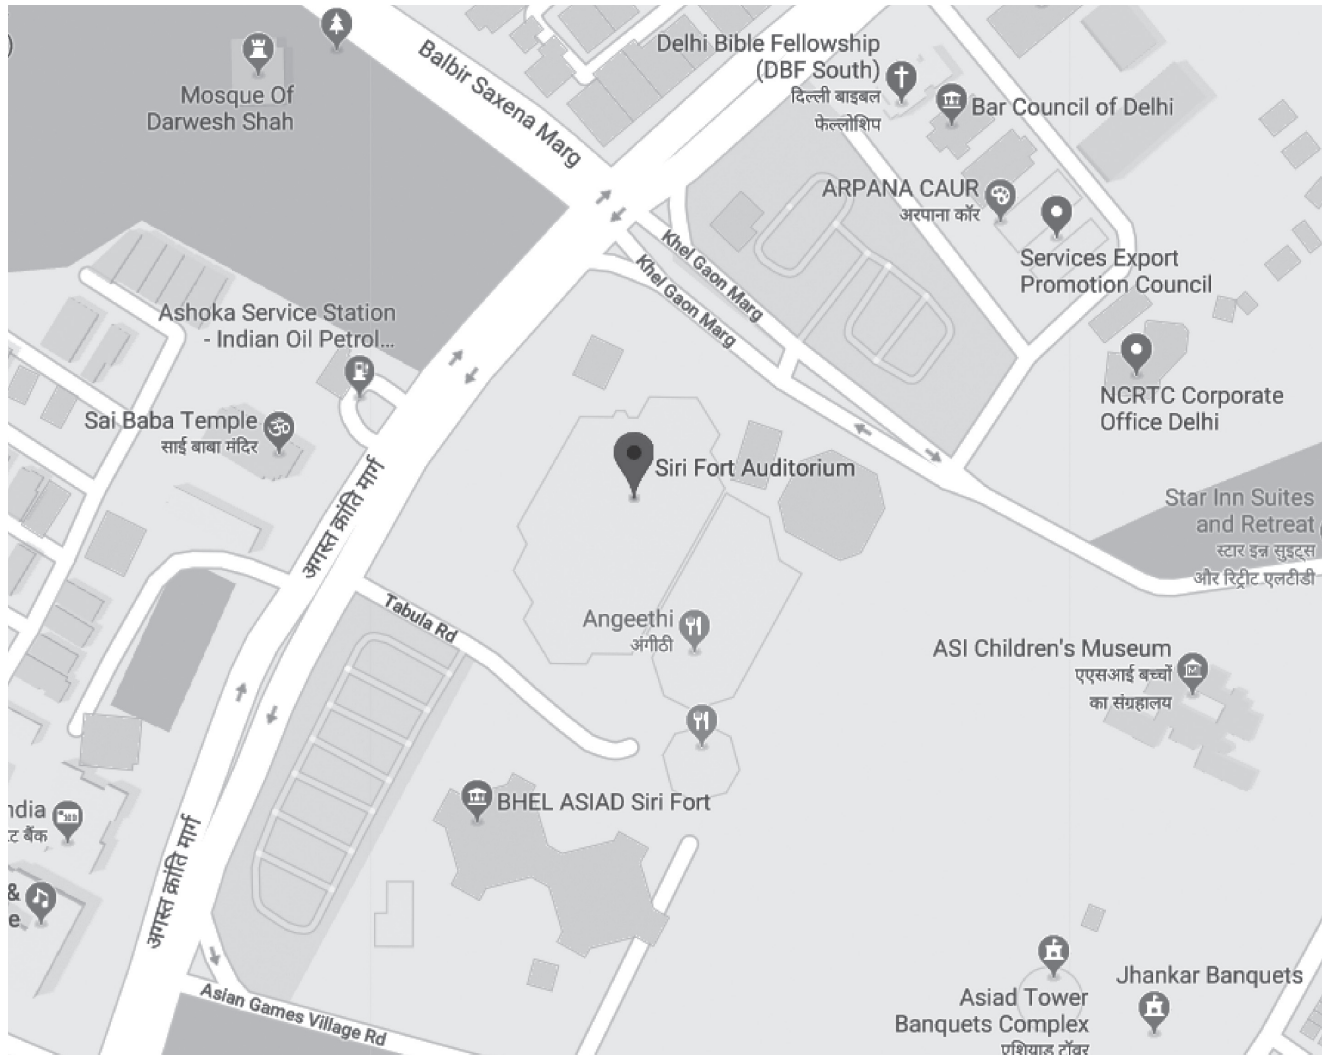 Balbir Saxena Marg
Delhi Bible Fellowship
(DBF South)
दिल्ली बाइबल
फेल्लोशिप
Bar Council of Delhi
Mosque Of
Darwesh Shah
ARPANA CAUR
अरपाना कॉर
Services Export
Promotion Council
Khel Gaon Marg
Khel Gaon Marg
Ashoka Service Station
- Indian Oil Petrol...
NCRTC Corporate
Office Delhi
Sai Baba Temple
साई बाबा मंदिर
Siri Fort Auditorium
Star Inn Suites
and Retreat
स्टार इन्न सुइट्स
और रिट्रीट एलटीडी
अगस्त क्रांति मार्ग
Tabula Rd
Angeethi
अंगीठी
ASI Children's Museum
एएसआई बच्चों
का संग्रहालय
BHEL ASIAD Siri Fort
ndia
बैंक
अगस्त क्रांति मार्ग
&
e
Asian Games Village Rd
Jhankar Banquets
Asiad Tower
Banquets Complex
एशियाड टॉवर